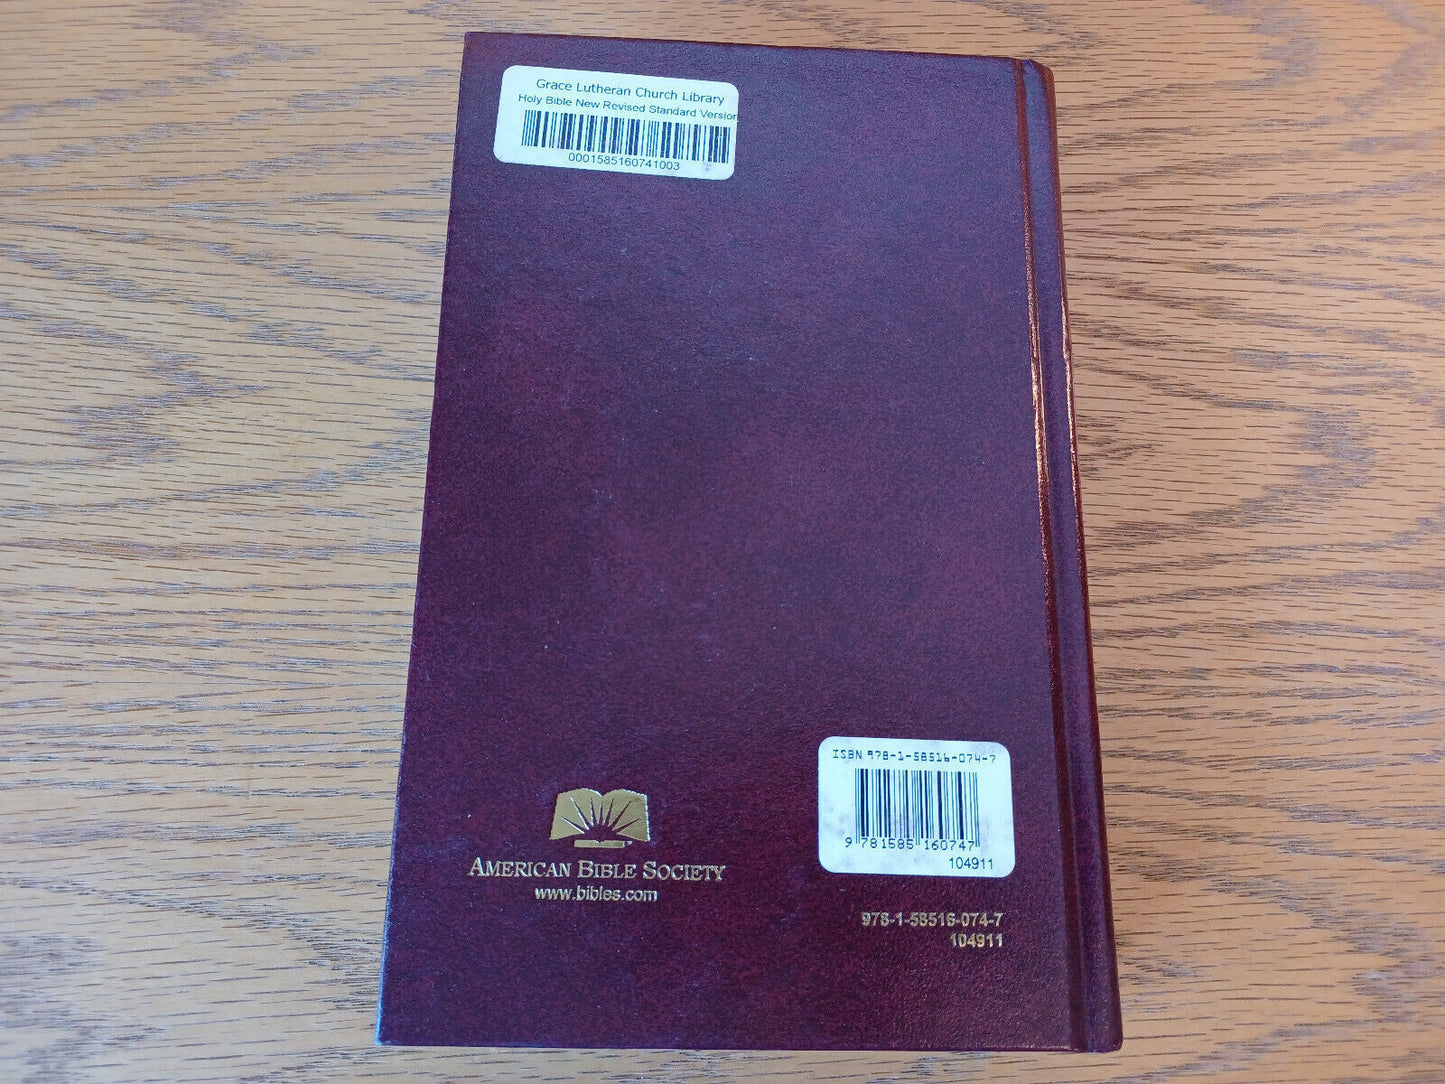 Grace Lutheran Church Library
Holy Bible New Revised Standard Version
0001585160741003
ISBN 978-1-58516-074-7
9 781585 160747
104911
AMERICAN BIBLE SOCIETY
www.bibles.com
978-1-58516-074-7
104911